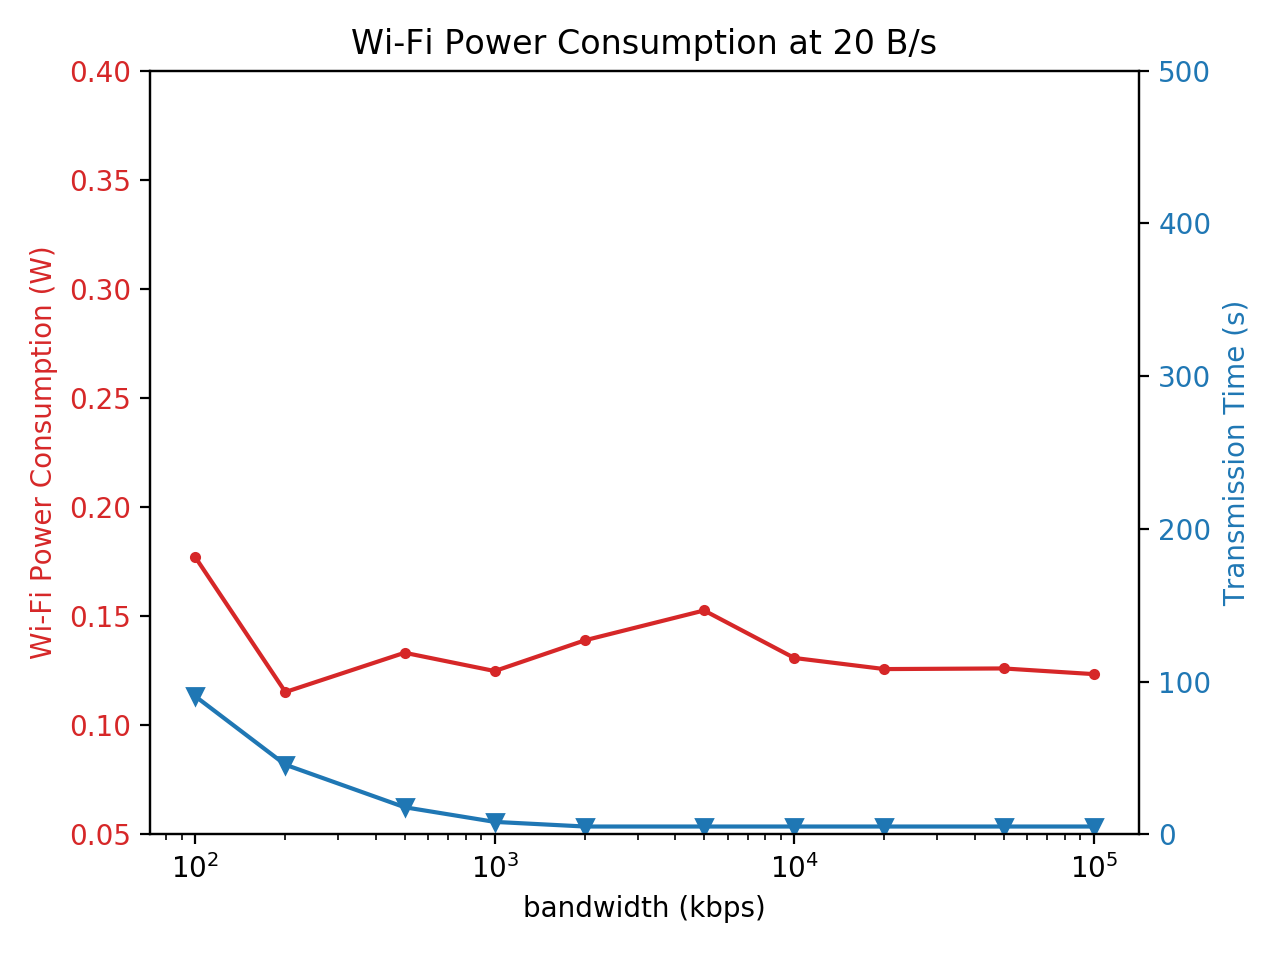 Wi-Fi Power Consumption at 20 B/s
0.40
0.35
0.30
0.25
0.20
0.15
0.10
0.05
Wi-Fi Power Consumption (W)
500
400
300
200
100
0
Transmission Time (s)
10² 10³ 10⁴ 10⁵
bandwidth (kbps)